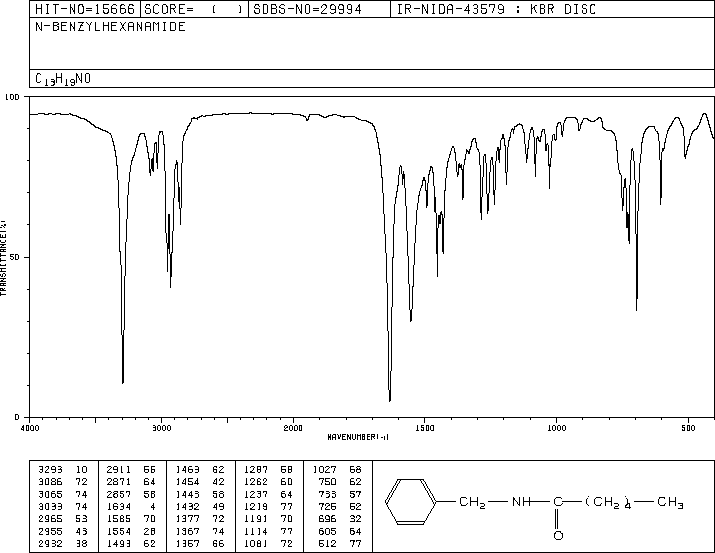 HIT-NO=15666 SCORE= ( ) SDBS-NO=29994 IR-NIDA-43579 : KBR DISC
N-BENZYLHEXANAMIDE
C13H19NO
100
50
0
TRANSMITTANCE(%)
4000 3000 2000 1500 1000 500
WAVENUMBER(-1)
3293 10 2911 56 1463 62 1287 58 1027 68
3086 72 2871 64 1454 42 1262 60 750 62
3065 74 2857 58 1443 58 1237 64 733 57
3033 74 1634 4 1432 49 1219 77 725 52
2965 53 1585 70 1377 72 1191 70 696 32
2955 43 1554 28 1367 74 1114 77 605 64
2932 38 1493 62 1357 66 1081 72 512 77
CH2 NH C (CH2)4 CH3
O